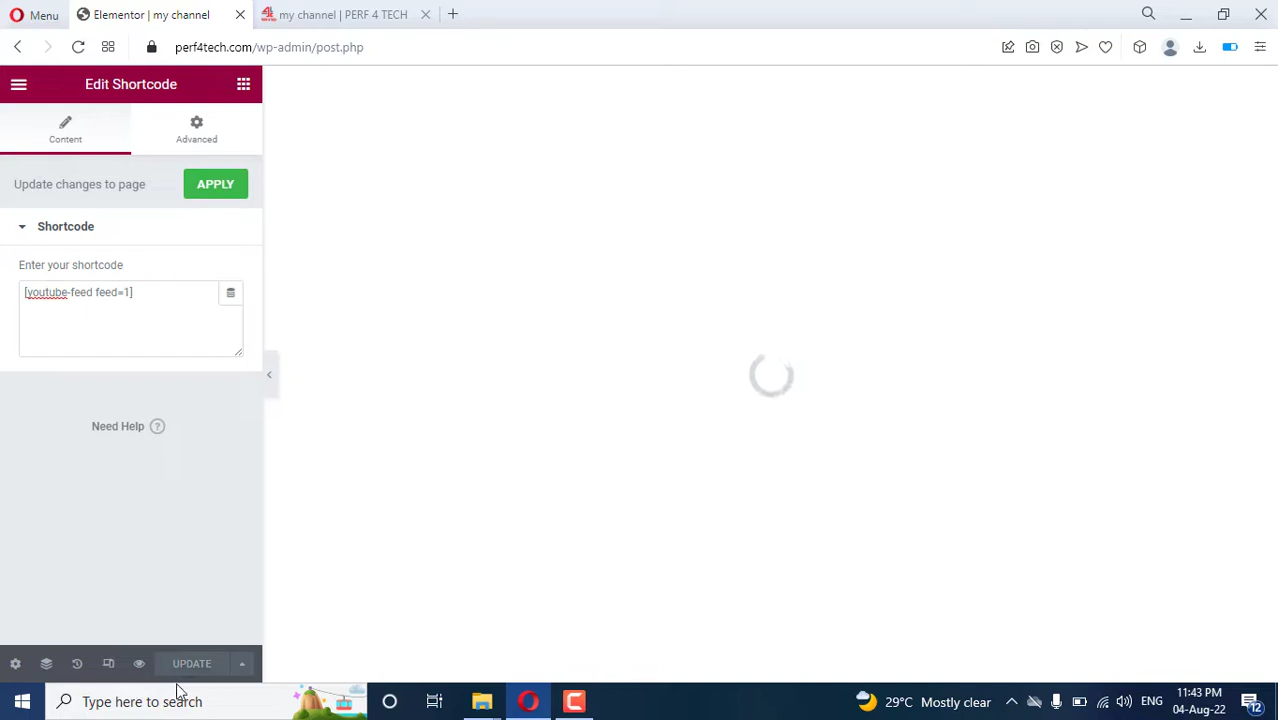 Menu
Elementor | my channel
my channel | PERF 4 TECH
perf4tech.com/wp-admin/post.php
Edit Shortcode
Content
Advanced
Update changes to page
APPLY
Shortcode
Enter your shortcode
[youtube-feed feed=1]
Need Help ?
UPDATE
Type here to search
29°C Mostly clear
ENG
11:43 PM
04-Aug-22
12